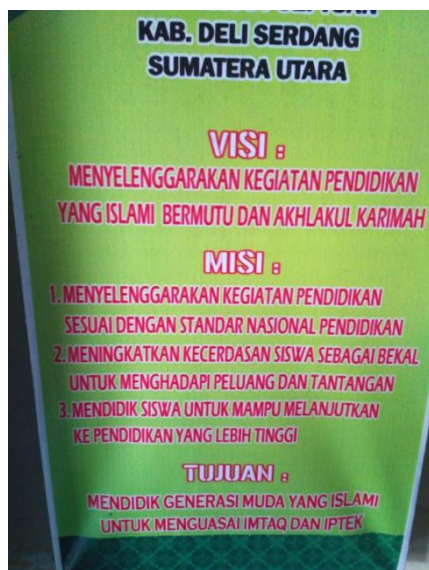 KAB. DELI SERDANG
SUMATERA UTARA
VISI :
MENYELENGGARAKAN KEGIATAN PENDIDIKAN
YANG ISLAMI BERMUTU DAN AKHLAKUL KARIMAH
MISI :
1. MENYELENGGARAKAN KEGIATAN PENDIDIKAN
SESUAI DENGAN STANDAR NASIONAL PENDIDIKAN
2. MENINGKATKAN KECERDASAN SISWA SEBAGAI BEKAL
UNTUK MENGHADAPI PELUANG DAN TANTANGAN
3. MENDIDIK SISWA UNTUK MAMPU MELANJUTKAN
KE PENDIDIKAN YANG LEBIH TINGGI
TUJUAN :
MENDIDIK GENERASI MUDA YANG ISLAMI
UNTUK MENGUASAI IMTAQ DAN IPTEK